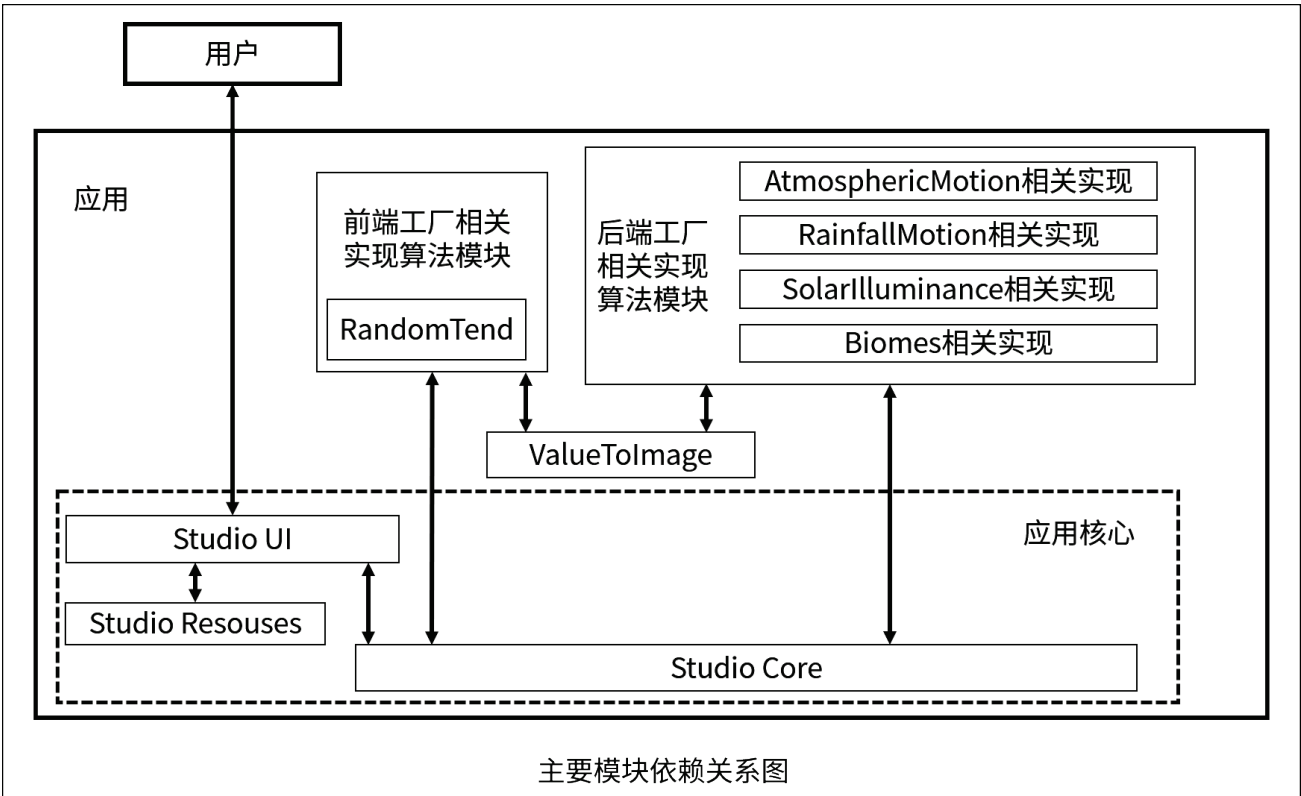 用户
应用
前端工厂相关
实现算法模块
RandomTend
后端工厂
相关实现
算法模块
AtmosphericMotion相关实现
RainfallMotion相关实现
SolarIlluminance相关实现
Biomes相关实现
ValueToImage
应用核心
Studio UI
Studio Resouses
Studio Core
主要模块依赖关系图